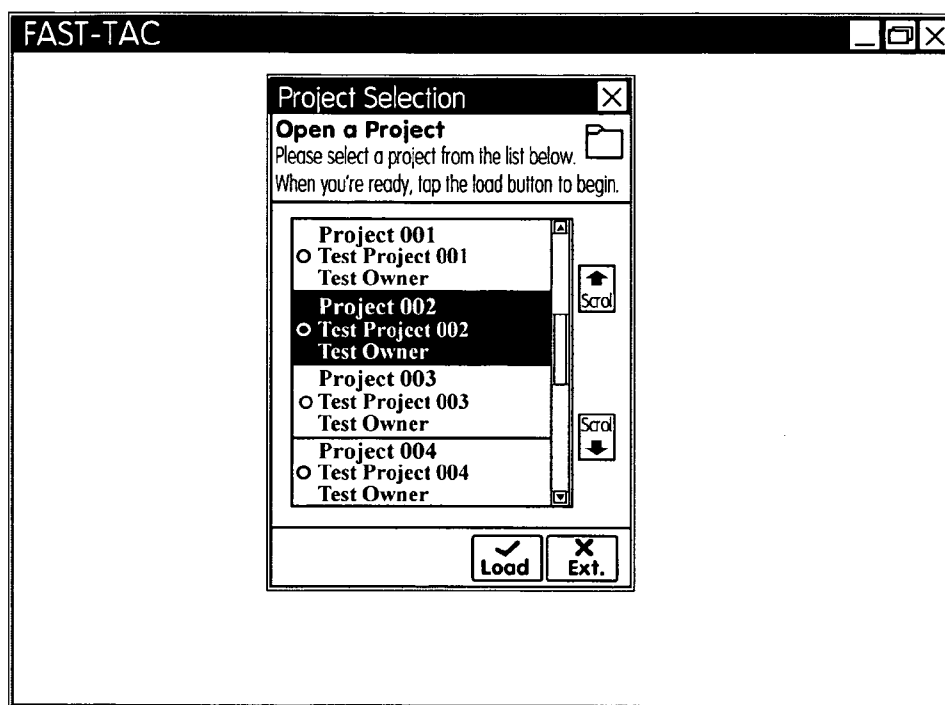 FAST-TAC
Project Selection
Open a Project
Please select a project from the list below.
When you're ready, tap the load button to begin.
Project 001
Test Project 001
Test Owner
Scrol
Project 002
Test Project 002
Test Owner
Project 003
Test Project 003
Test Owner
Scrol
Project 004
Test Project 004
Test Owner
Load
Ext.